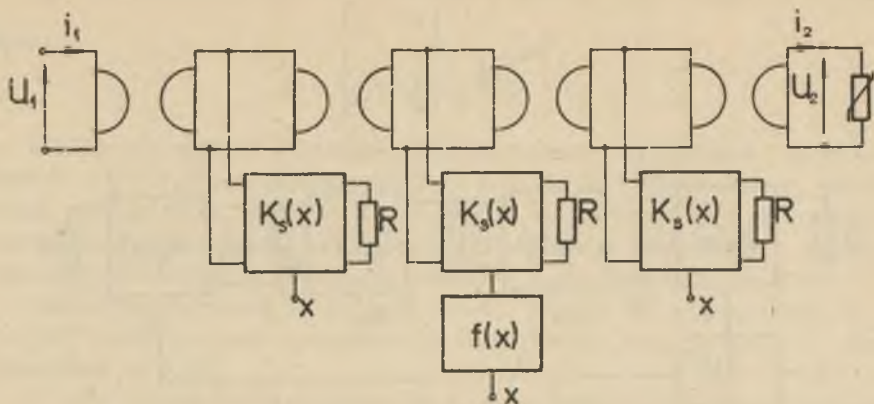 i₁ i₂
U₁ U₂
Kₛ(x) R Kₛ(x) R Kₛ(x) R
x x
f(x)
x